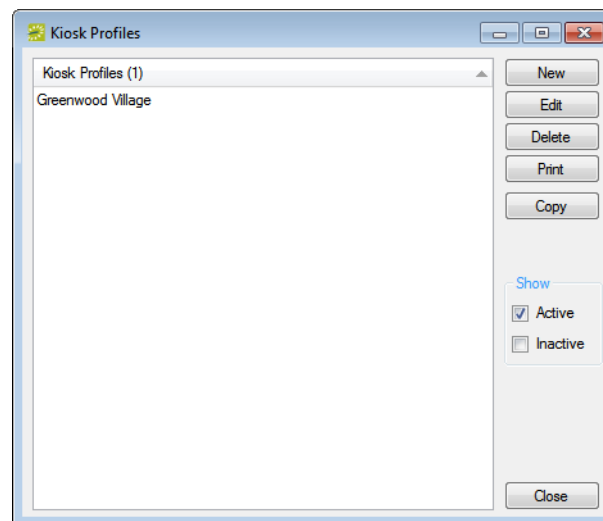 Kiosk Profiles
Kiosk Profiles (1)
Greenwood Village
New
Edit
Delete
Print
Copy
Show
Active
Inactive
Close